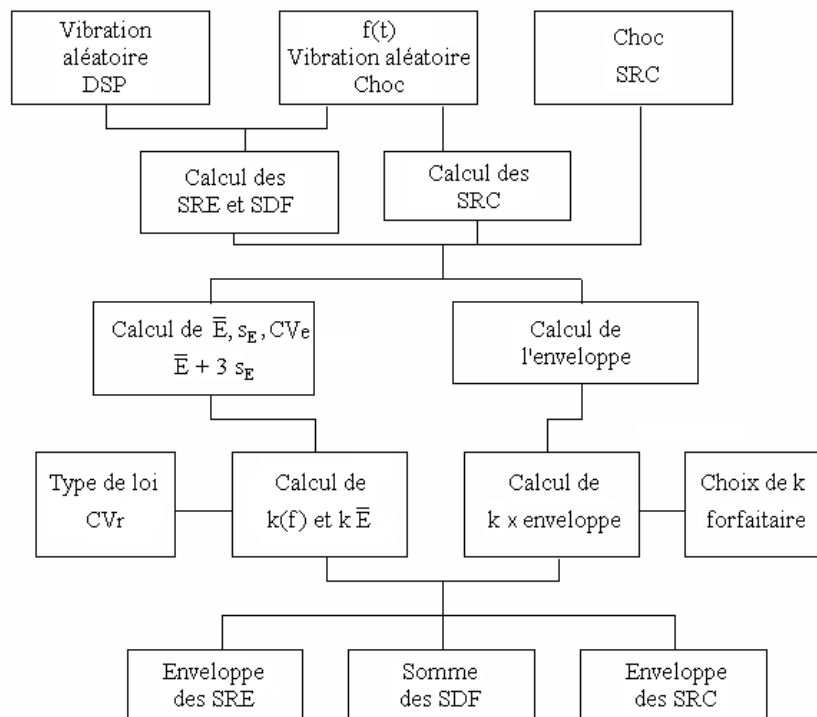 Vibration
aléatoire
DSP
f(t)
Vibration aléatoire
Choc
Choc
SRC
Calcul des
SRE et SDF
Calcul des
SRC
Calcul de E̅, s_E, CVe
E̅ + 3 s_E
Calcul de
l'enveloppe
Type de loi
CVr
Calcul de
k(f) et k E̅
Calcul de
k x enveloppe
Choix de k
forfaitaire
Enveloppe
des SRE
Somme
des SDF
Enveloppe
des SRC